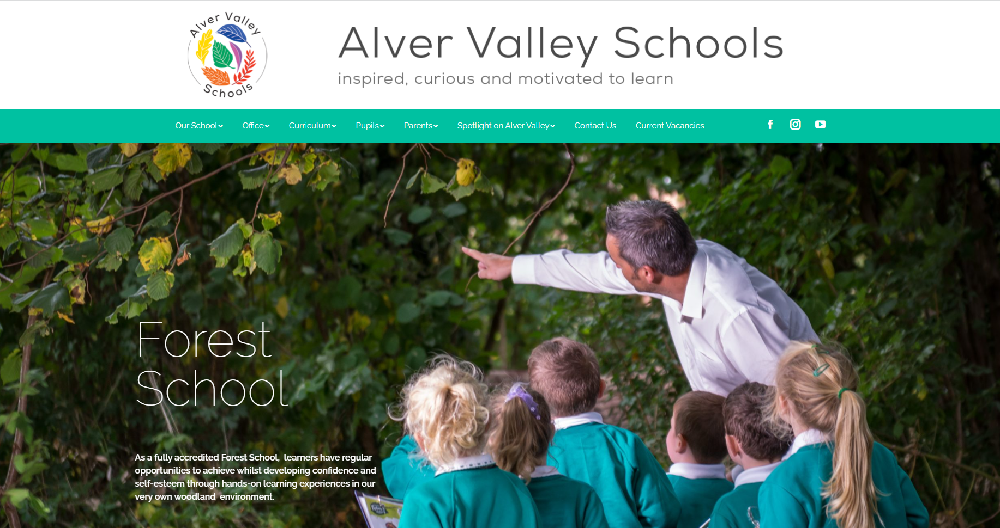 Alver Valley
Schools
Alver Valley Schools
inspired, curious and motivated to learn
Our School Office Curriculum Pupils Parents Spotlight on Alver Valley Contact Us Current Vacancies
Forest
School
As a fully accredited Forest School, learners have regular
opportunities to achieve whilst developing confidence and
self-esteem through hands-on learning experiences in our
very own woodland environment.